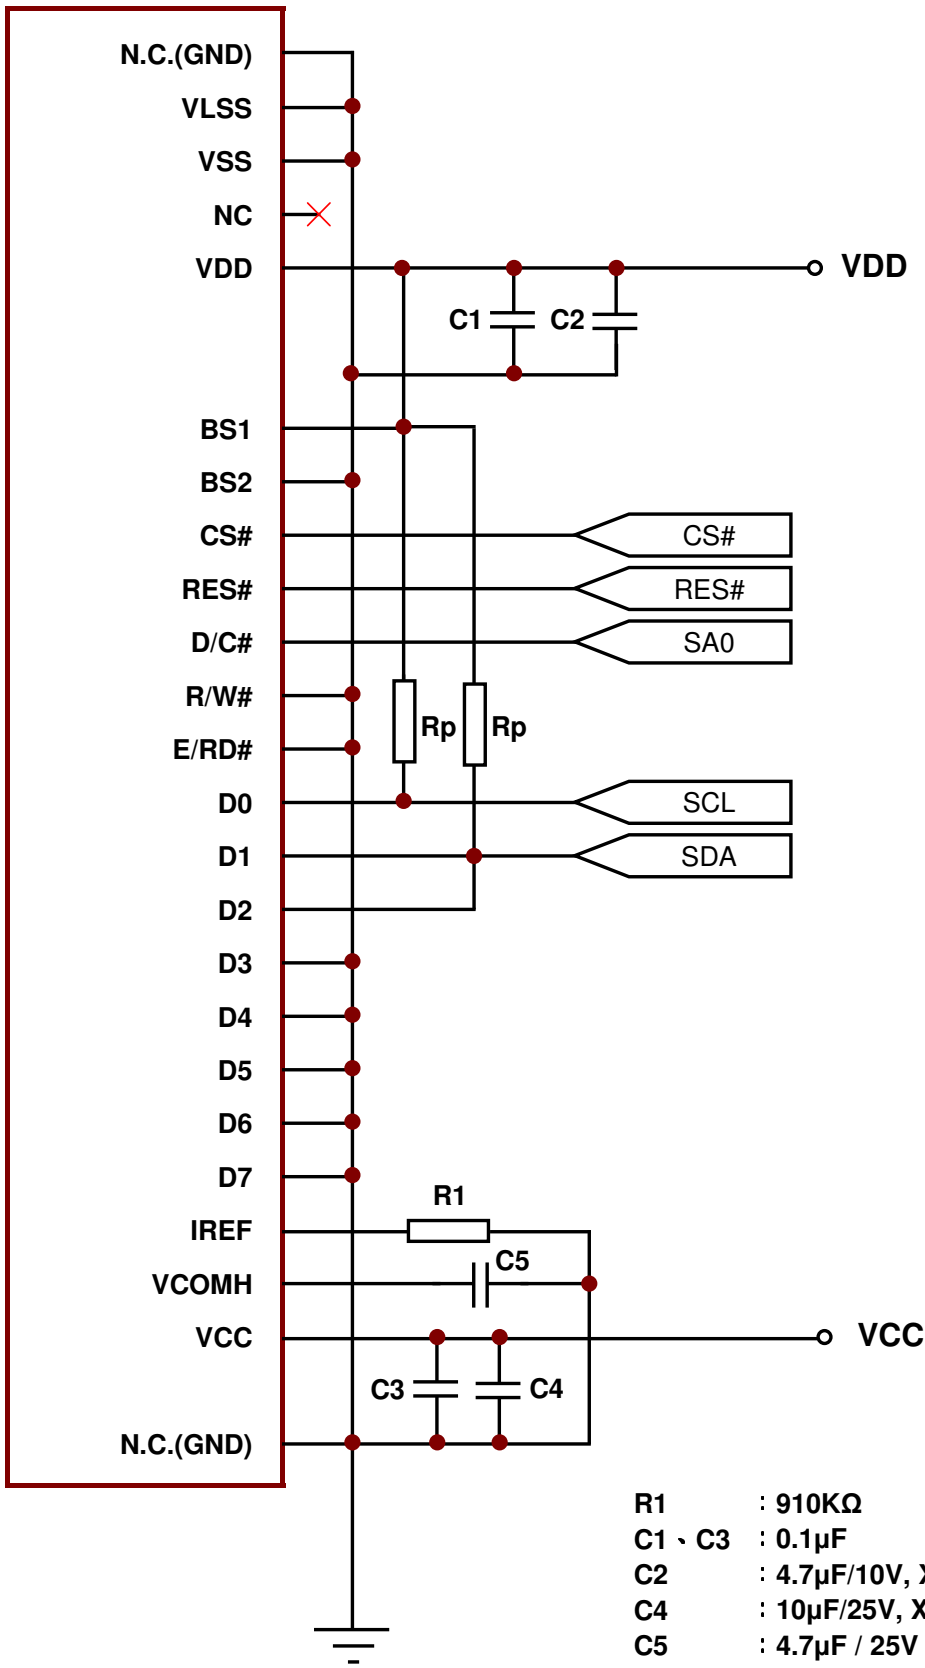 N.C.(GND)
VLSS
VSS
NC
VDD
VDD
C1
C2
BS1
BS2
CS#
CS#
RES#
RES#
D/C#
SA0
R/W#
Rp
Rp
E/RD#
D0
SCL
D1
SDA
D2
D3
D4
D5
D6
D7
R1
IREF
C5
VCOMH
VCC
VCC
C3
C4
N.C.(GND)
R1 : 910KΩ
C1、C3 : 0.1μF
C2 : 4.7μF/10V, X
C4 : 10μF/25V, X
C5 : 4.7μF / 25V